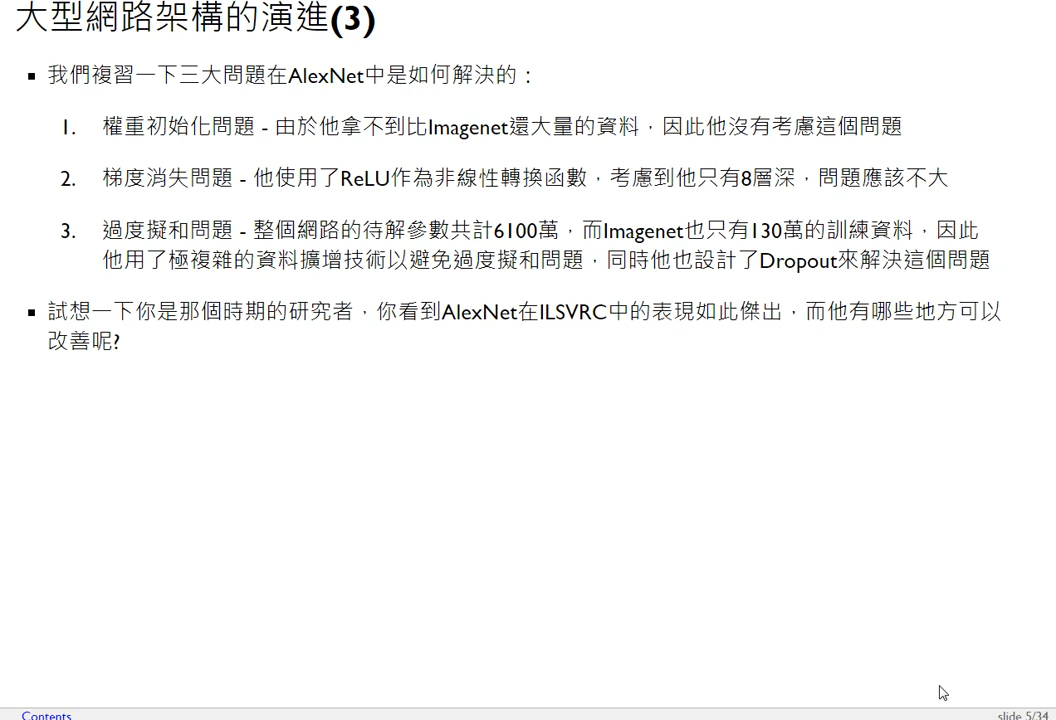 大型網路架構的演進(3)
▪ 我們複習一下三大問題在AlexNet中是如何解決的：
1. 權重初始化問題 - 由於他拿不到比Imagenet還大量的資料，因此他沒有考慮這個問題
2. 梯度消失問題 - 他使用了ReLU作為非線性轉換函數，考慮到他只有8層深，問題應該不大
3. 過度擬和問題 - 整個網路的待解參數共計6100萬，而Imagenet也只有130萬的訓練資料，因此
他用了極複雜的資料擴增技術以避免過度擬和問題，同時他也設計了Dropout來解決這個問題
▪ 試想一下你是那個時期的研究者，你看到AlexNet在ILSVRC中的表現如此傑出，而他有哪些地方可以
改善呢?
Contents
slide 5/34